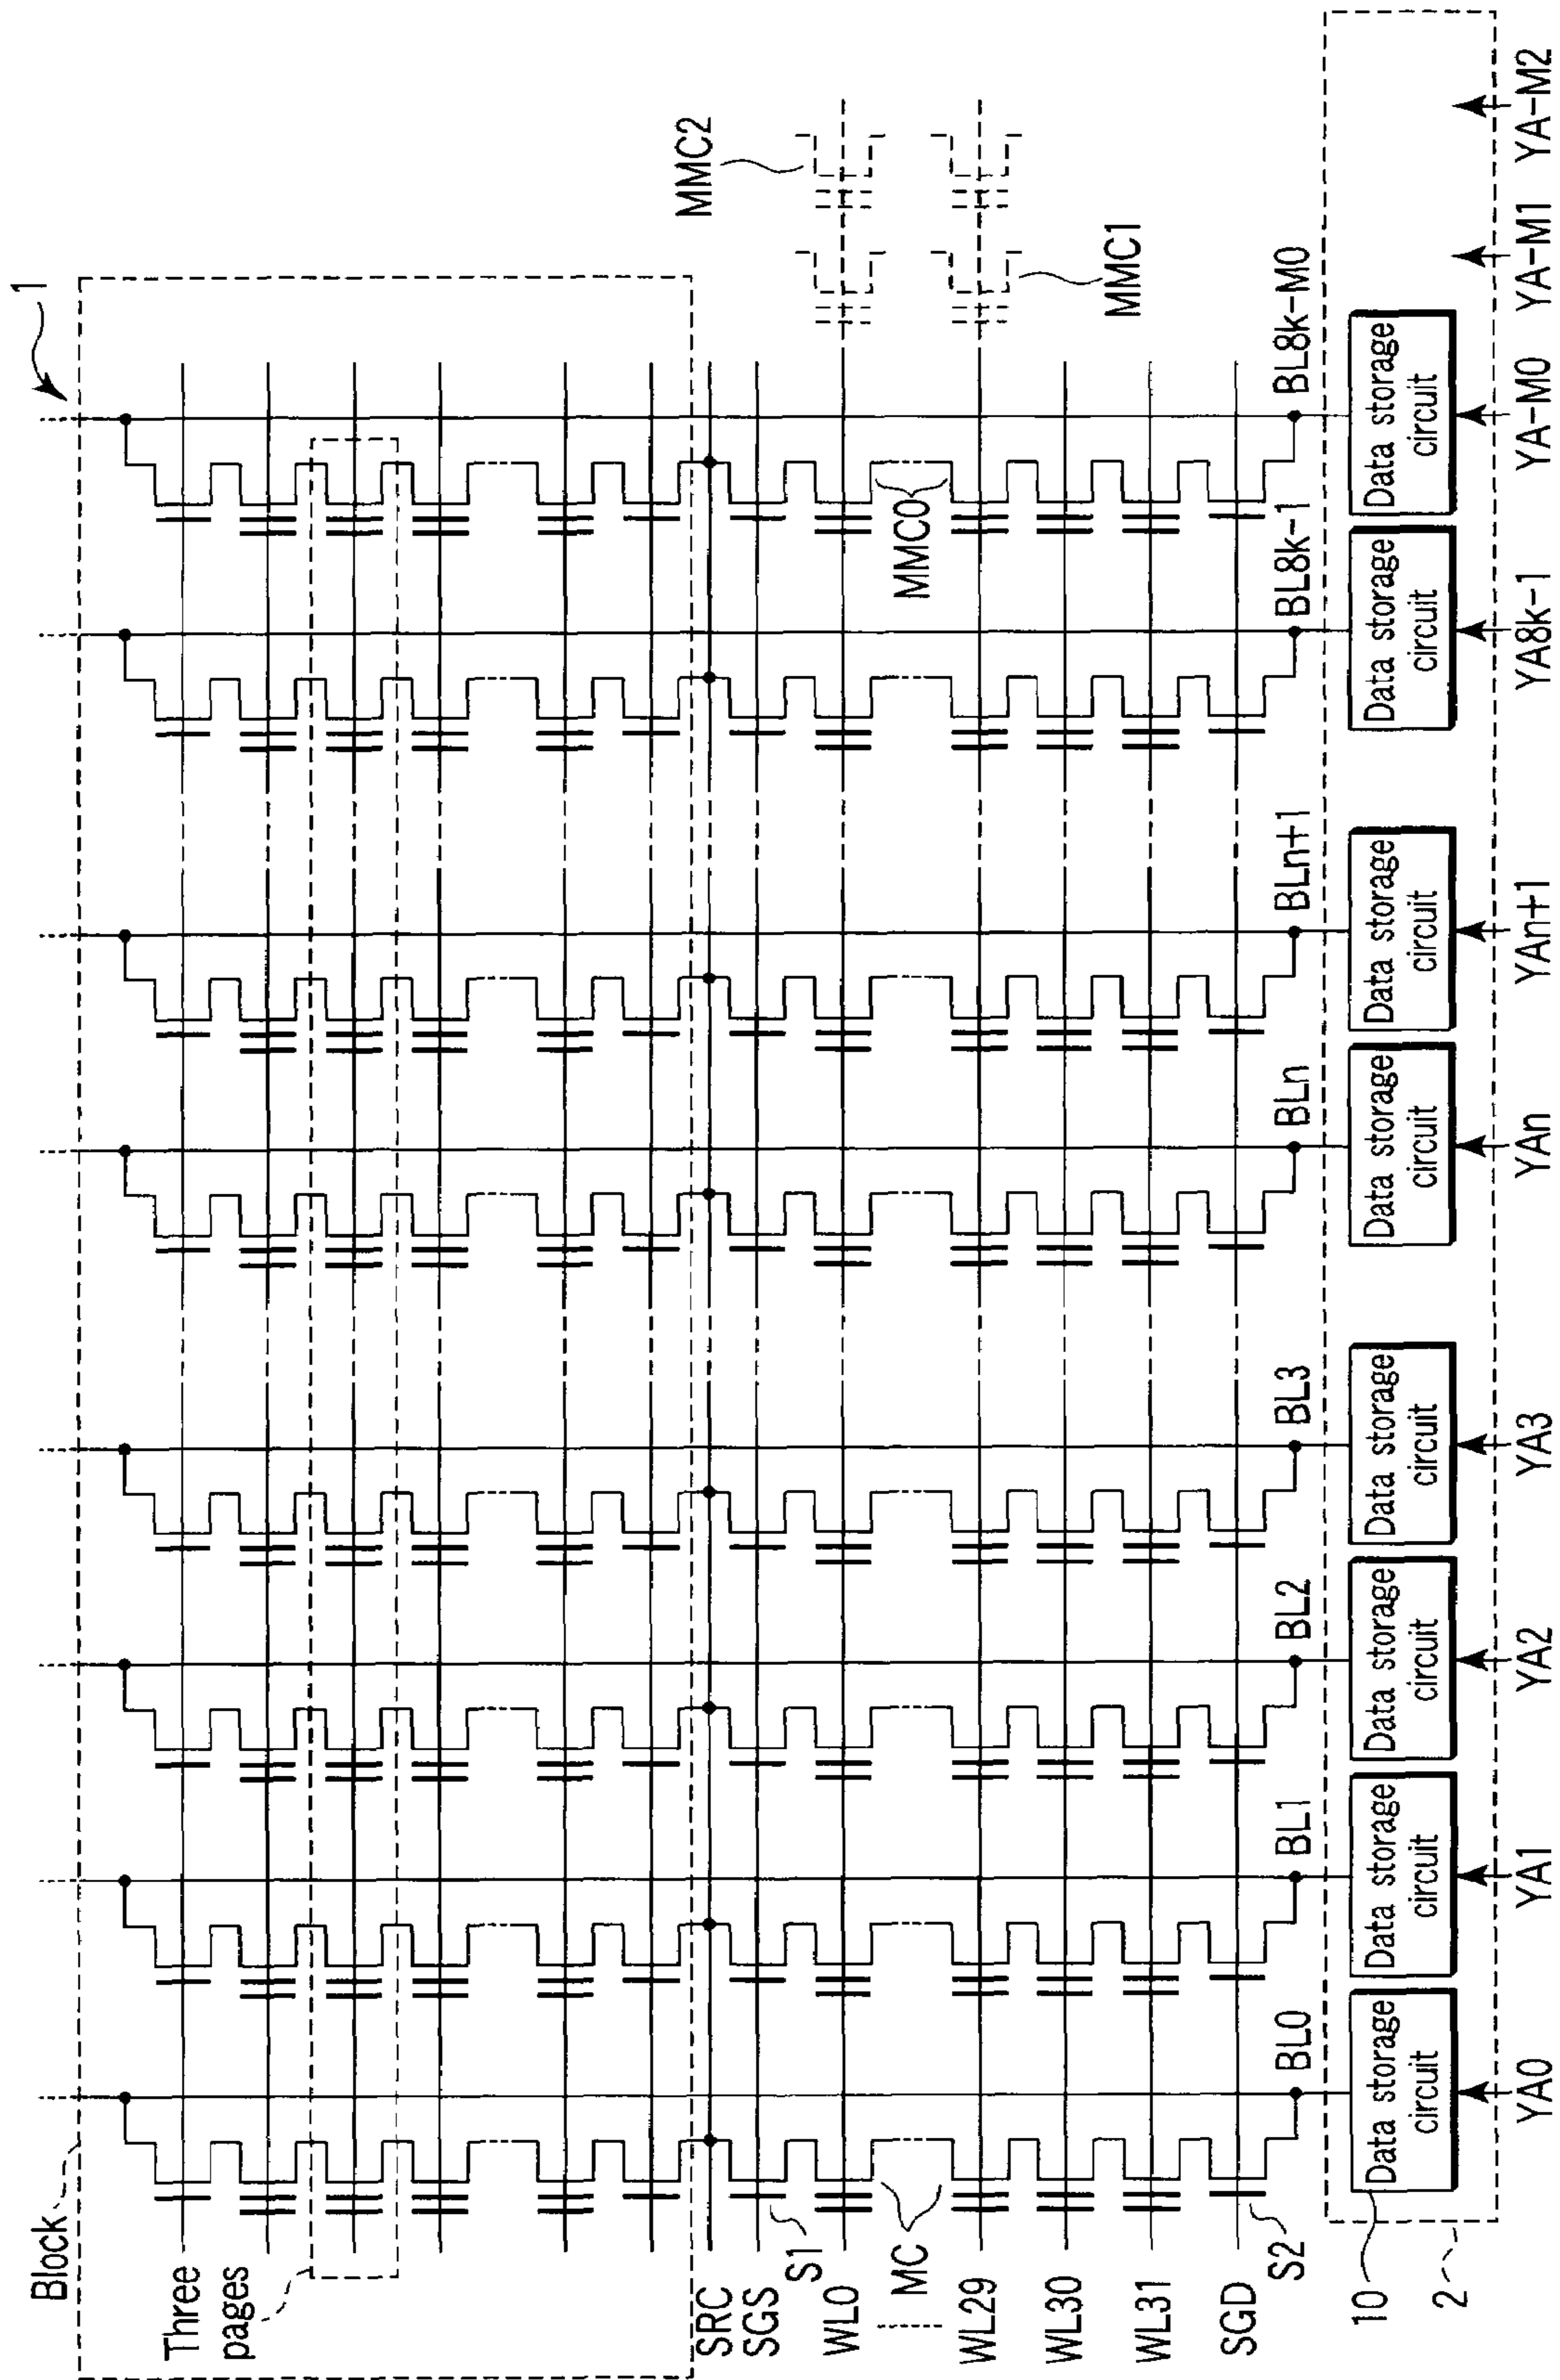 1
Block
Three
pages
SRC
SGS
S1
WL0
MC
WL29
WL30
WL31
SGD
S2
MMC2
MMC1
MMC0
BL0
BL1
BL2
BL3
BLn
BLn+1
BL8k-1
BL8k-M0
10
2
Data storage
circuit
Data storage
circuit
Data storage
circuit
Data storage
circuit
Data storage
circuit
Data storage
circuit
Data storage
circuit
Data storage
circuit
YA0
YA1
YA2
YA3
YAn
YAn+1
YA8k-1
YA-M0
YA-M1
YA-M2